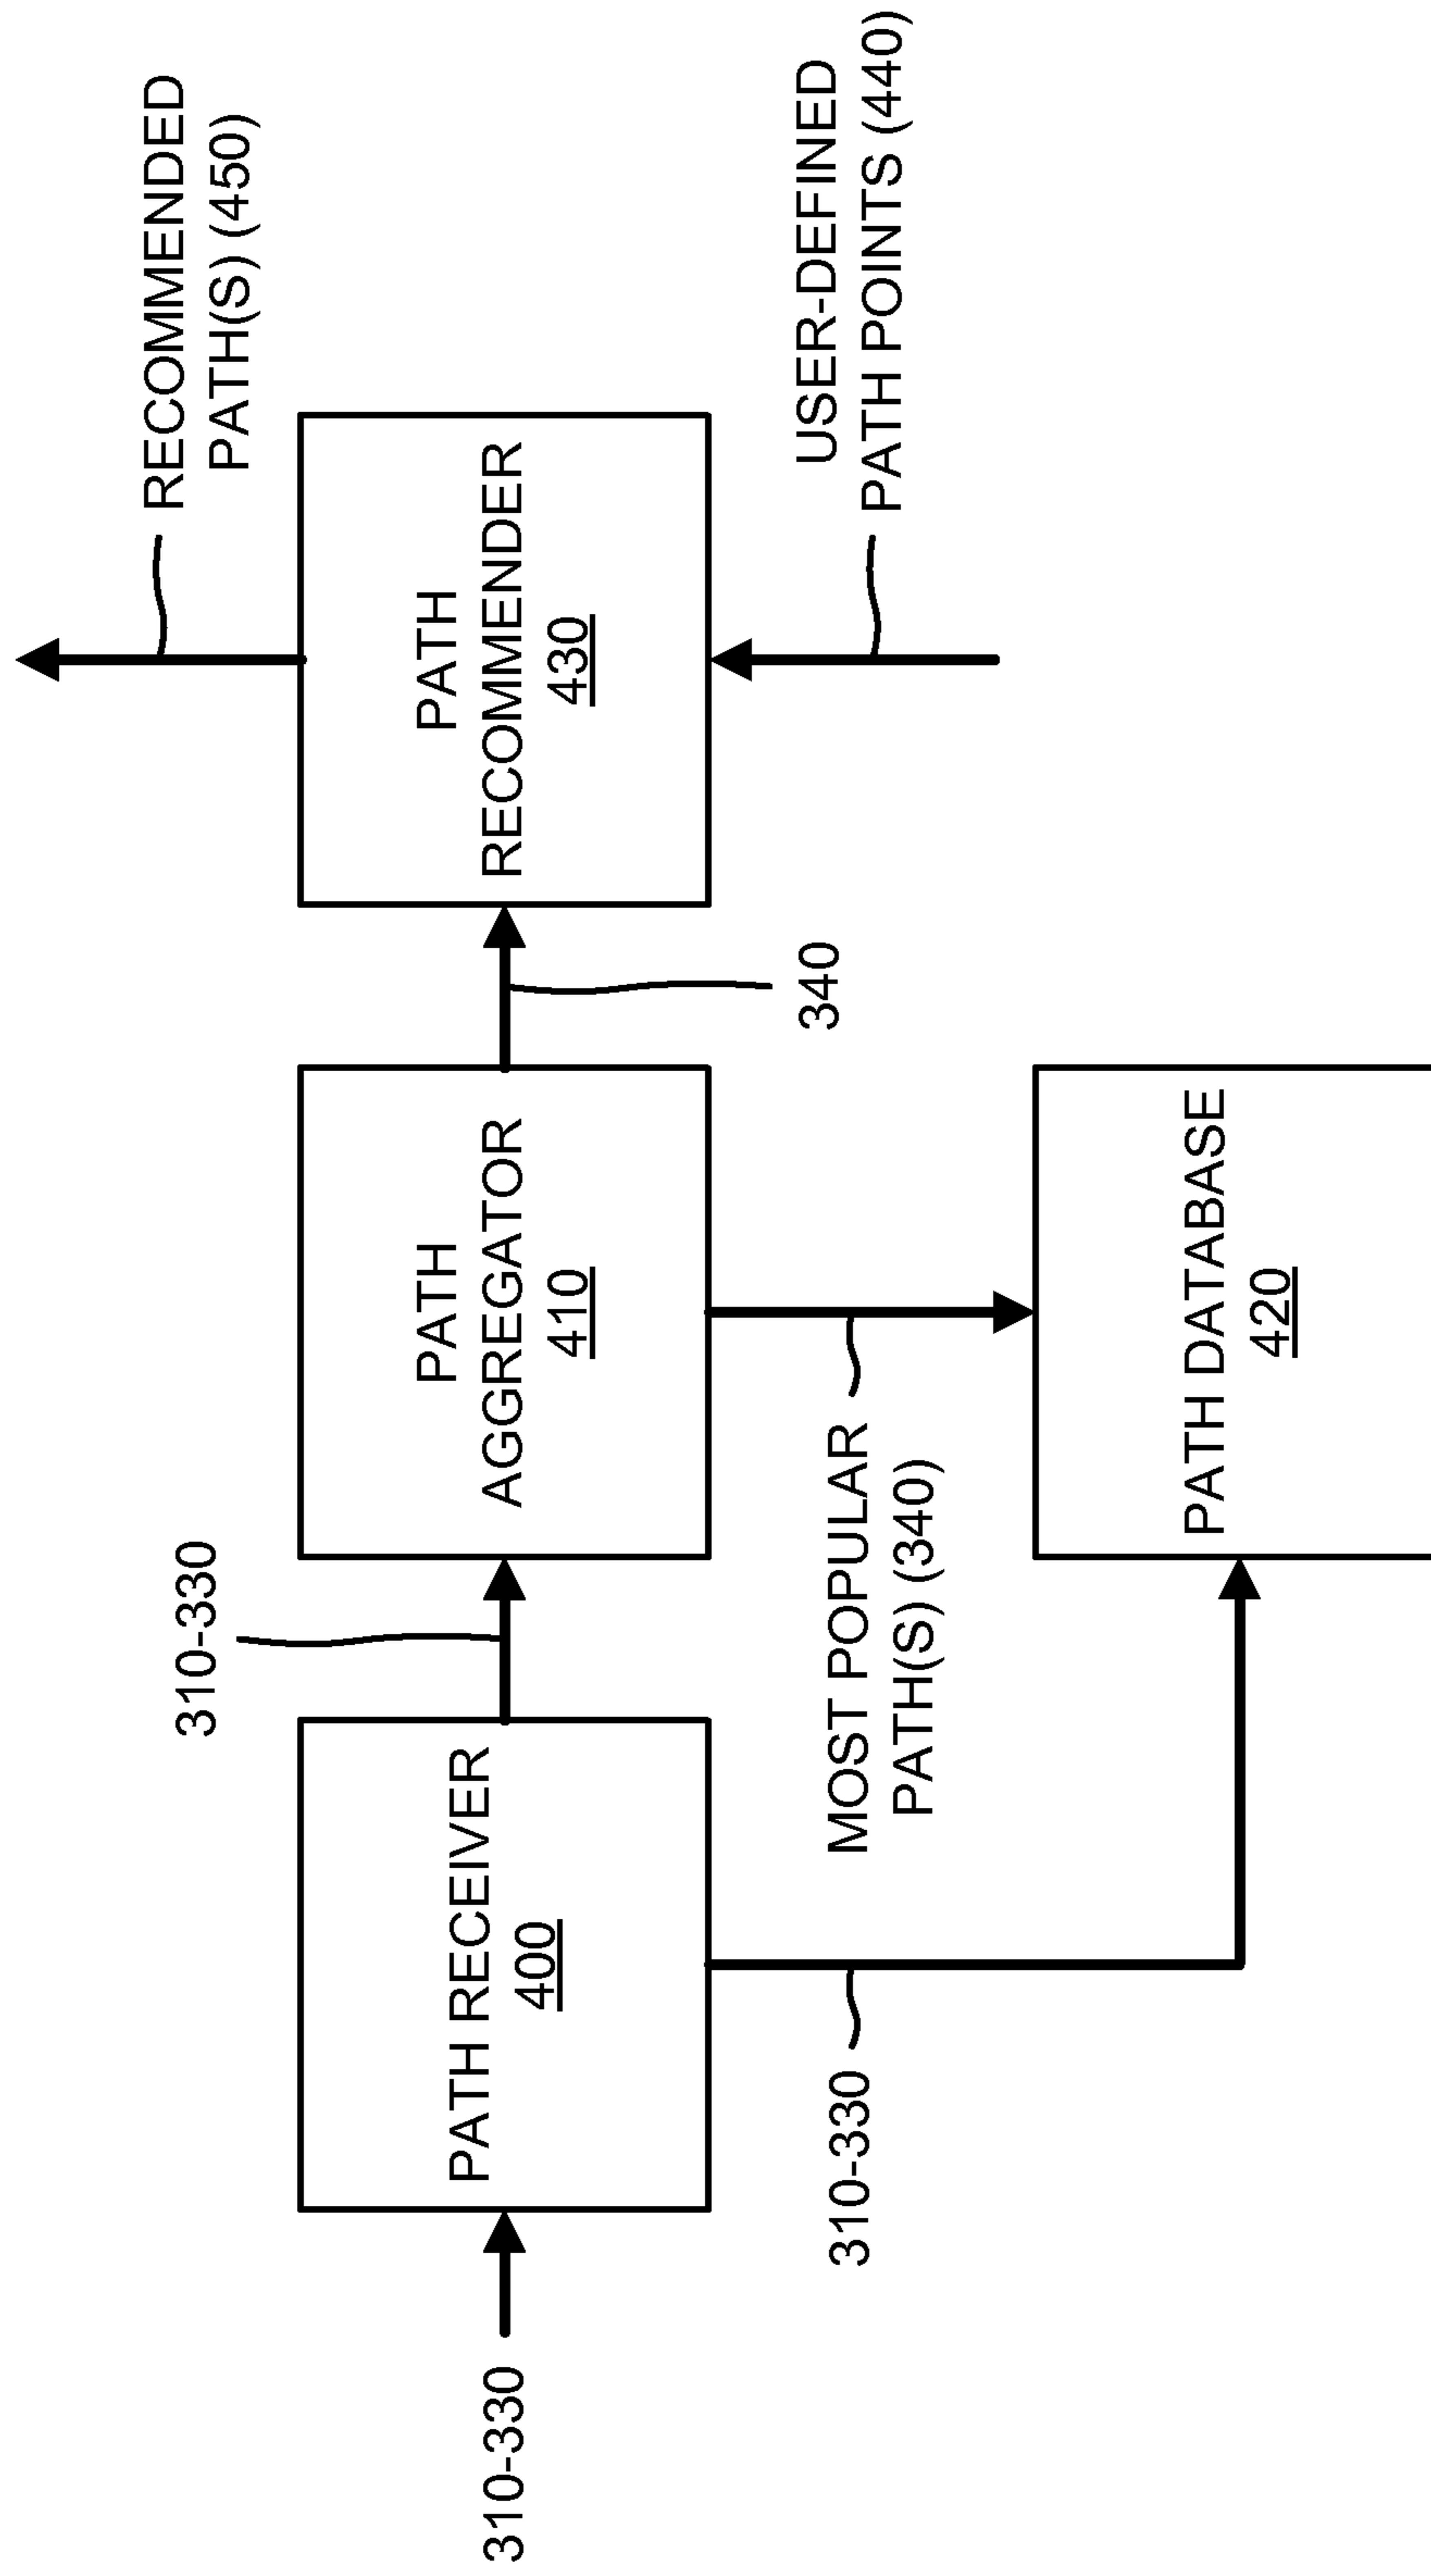 RECOMMENDED
PATH(S) (450)
310-330
310-330
PATH RECEIVER
400
PATH
AGGREGATOR
410
PATH
RECOMMENDER
430
340
USER-DEFINED
PATH POINTS (440)
310-330
MOST POPULAR
PATH(S) (340)
PATH DATABASE
420